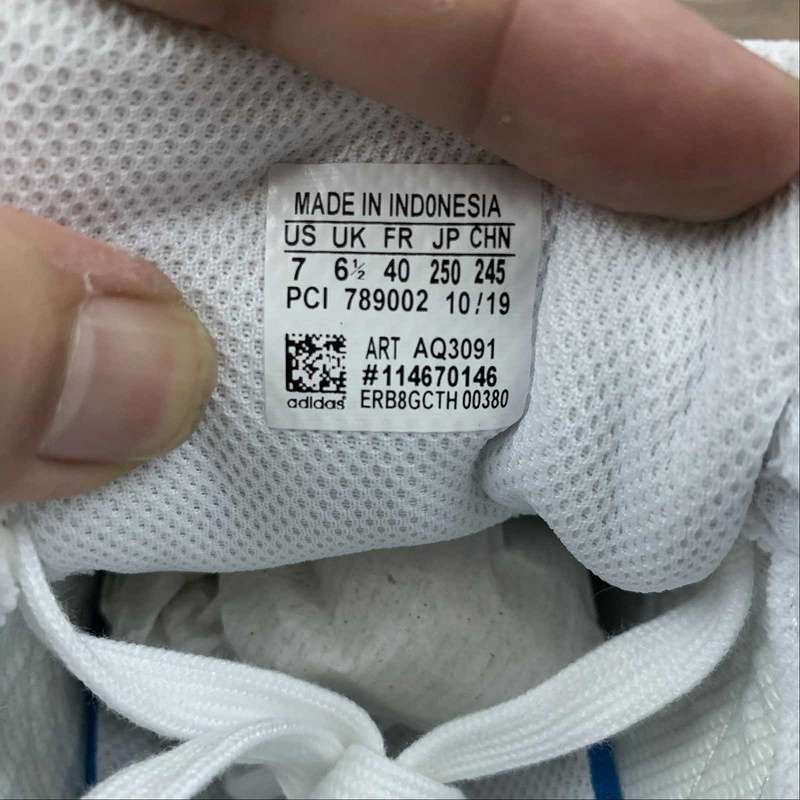 MADE IN INDONESIA
US UK FR JP CHN
7 6½ 40 250 245
PCI 789002 10/19
ART AQ3091
#114670146
adidas ERB8GCTH 00380